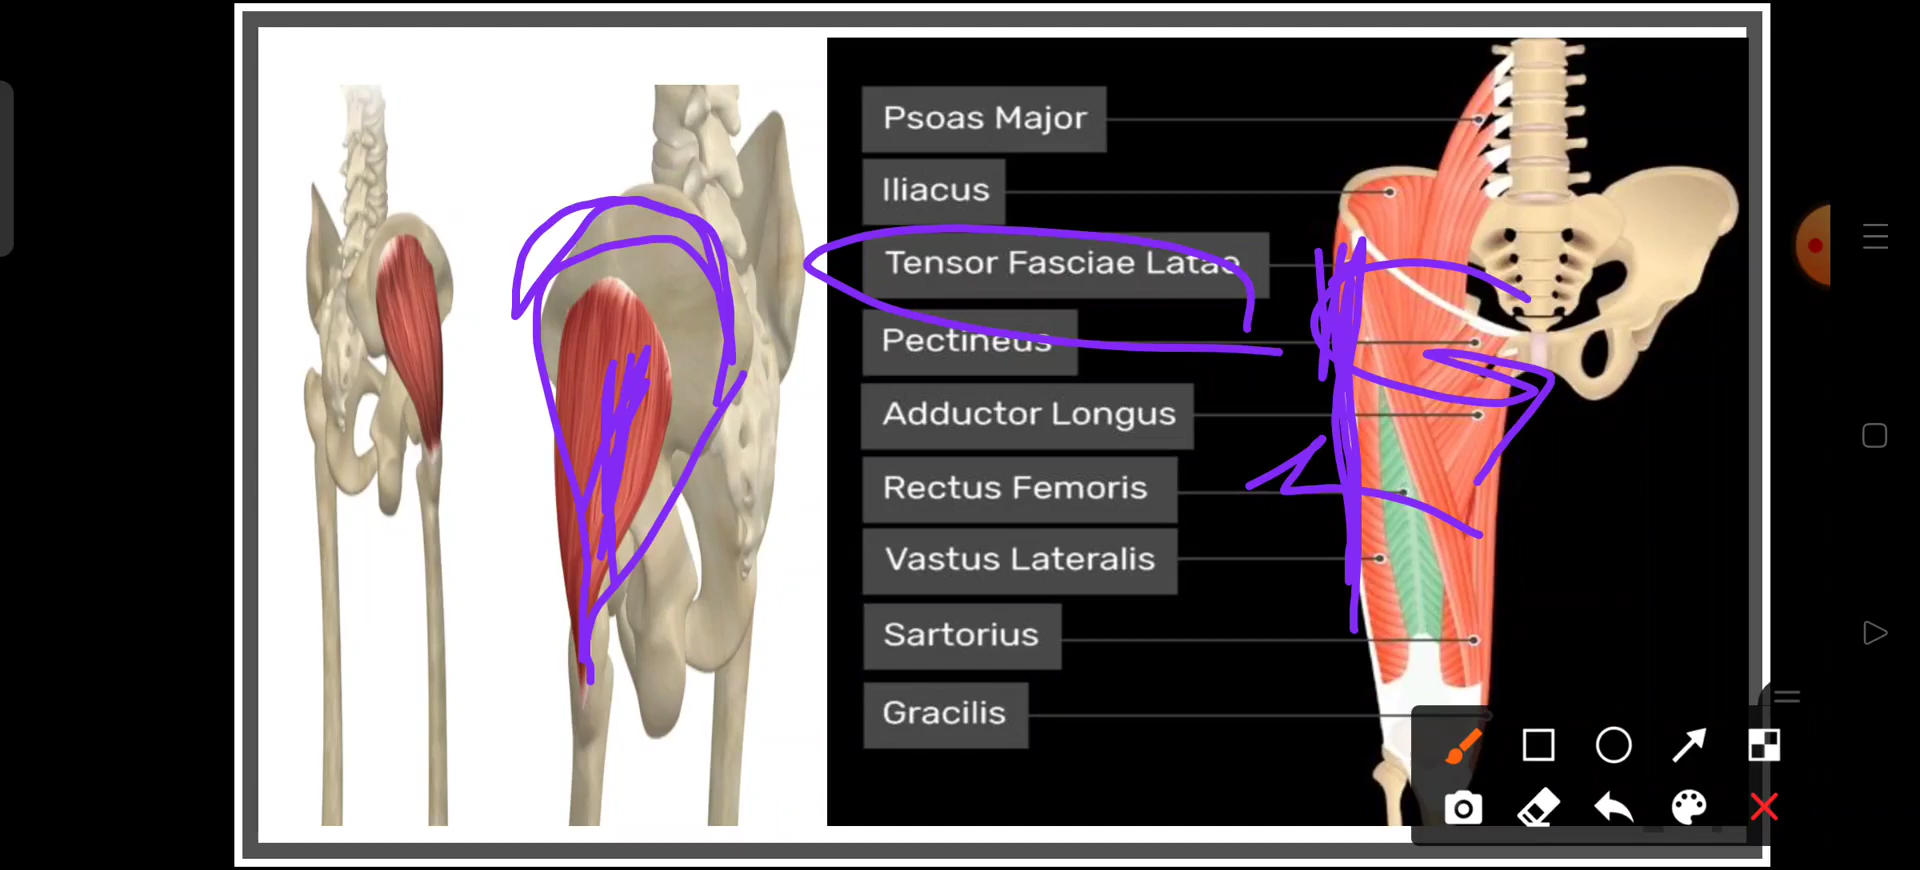 Psoas Major
Iliacus
Tensor Fasciae Latae
Pectineus
Adductor Longus
Rectus Femoris
Vastus Lateralis
Sartorius
Gracilis